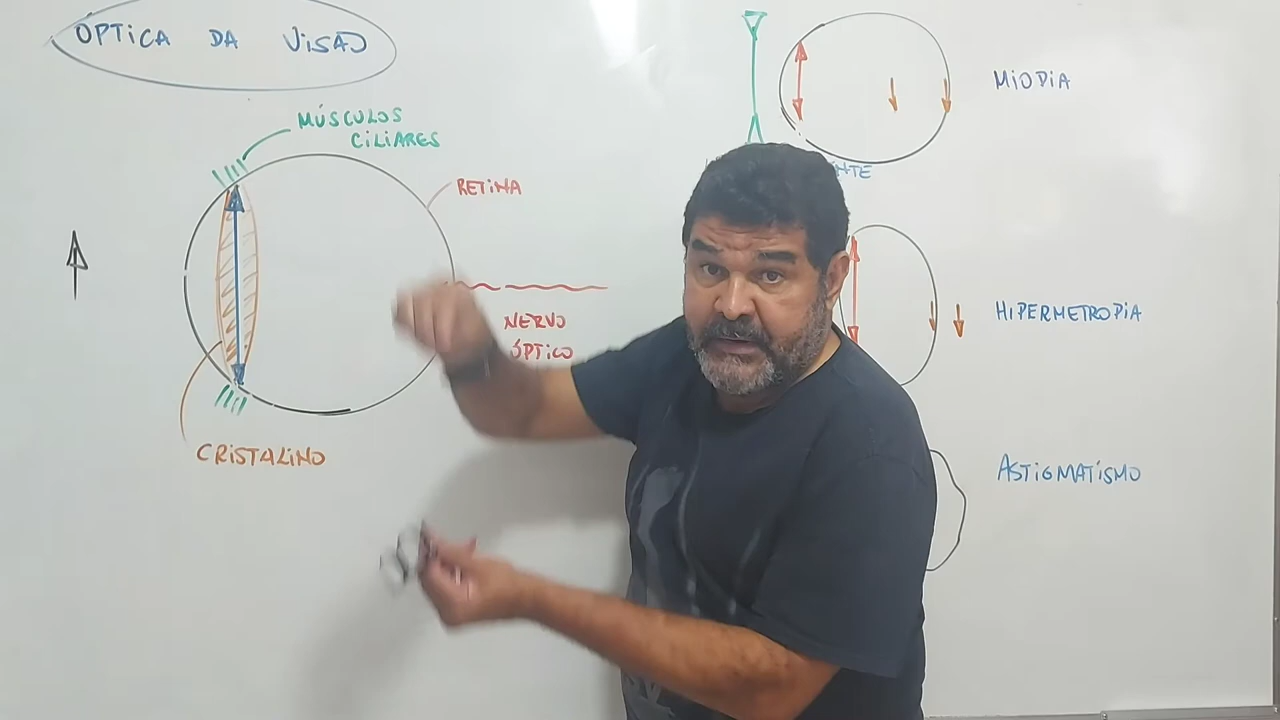 ÓPTICA DA VISÃO
MÚSCULOS
CILIARES
RETINA
NERVO
ÓPTICO
CRISTALINO
MIOPIA
HIPERMETROPIA
ASTIGMATISMO